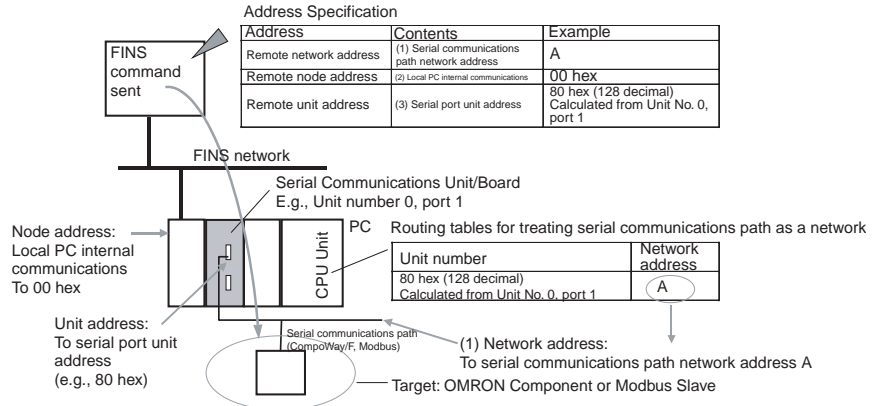 Address Specification
Address Contents Example
Remote network address (1) Serial communications path network address A
Remote node address (2) Local PC internal communications 00 hex
Remote unit address (3) Serial port unit address 80 hex (128 decimal)
Calculated from Unit No. 0,
port 1
FINS
command
sent
FINS network
Serial Communications Unit/Board
E.g., Unit number 0, port 1
Node address:
Local PC internal
communications
To 00 hex
CPU Unit
PC
Routing tables for treating serial communications path as a network
Unit number Network address
80 hex (128 decimal)
Calculated from Unit No. 0, port 1 A
Unit address:
To serial port unit
address
(e.g., 80 hex)
Serial communications path
(CompoWay/F, Modbus)
(1) Network address:
To serial communications path network address A
Target: OMRON Component or Modbus Slave